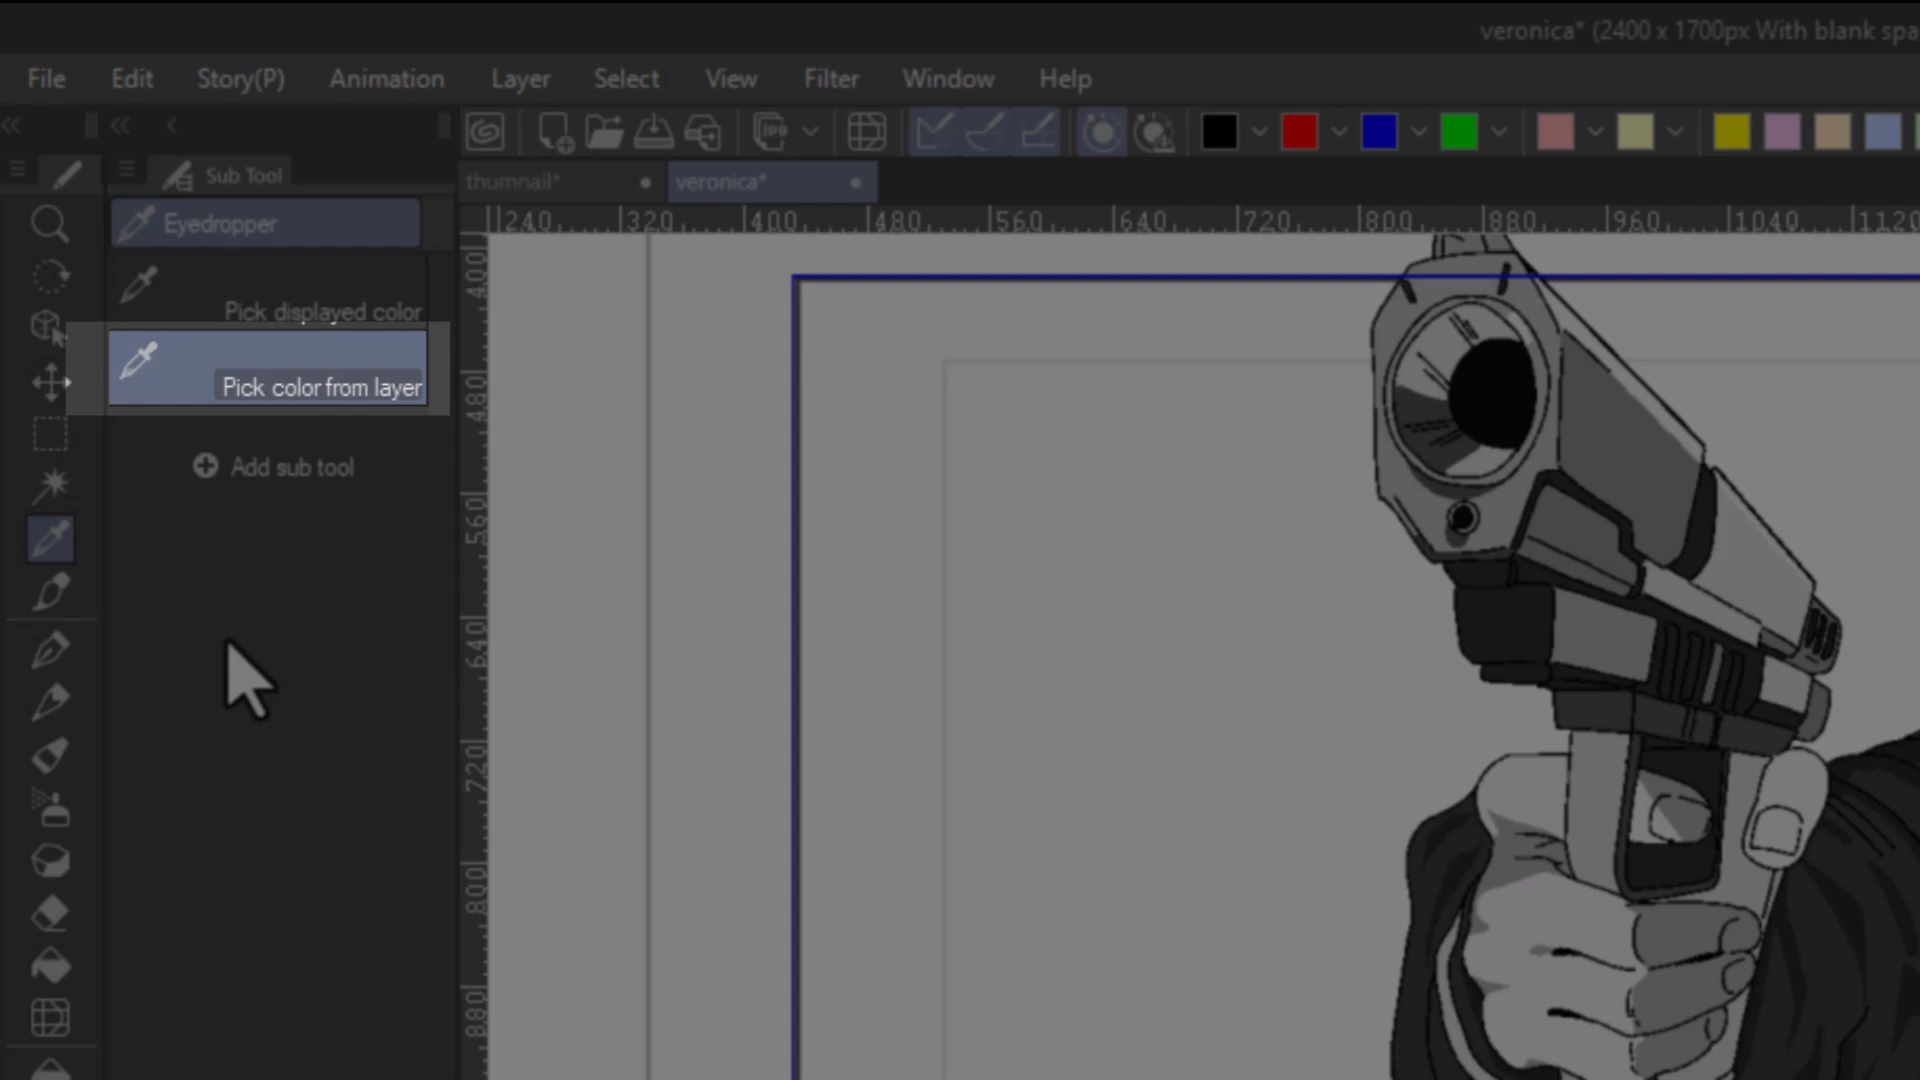 veronica* (2400 x 1700px With blank spa
File Edit Story(P) Animation Layer Select View Filter Window Help
JPG
Sub Tool
thumnail* veronica*
Eyedropper
240 320 400 480 560 640 720 800 880 960 1040 1120
Pick displayed color
Pick color from layer
Add sub tool
400
480
560
640
720
800
880